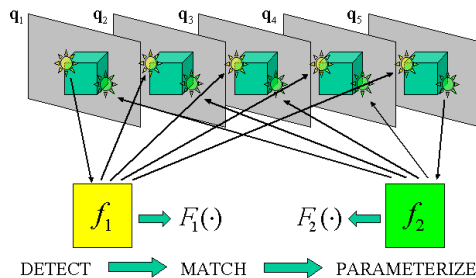 q1 q2 q3 q4 q5
f1 F1(·) F2(·) f2
DETECT MATCH PARAMETERIZE